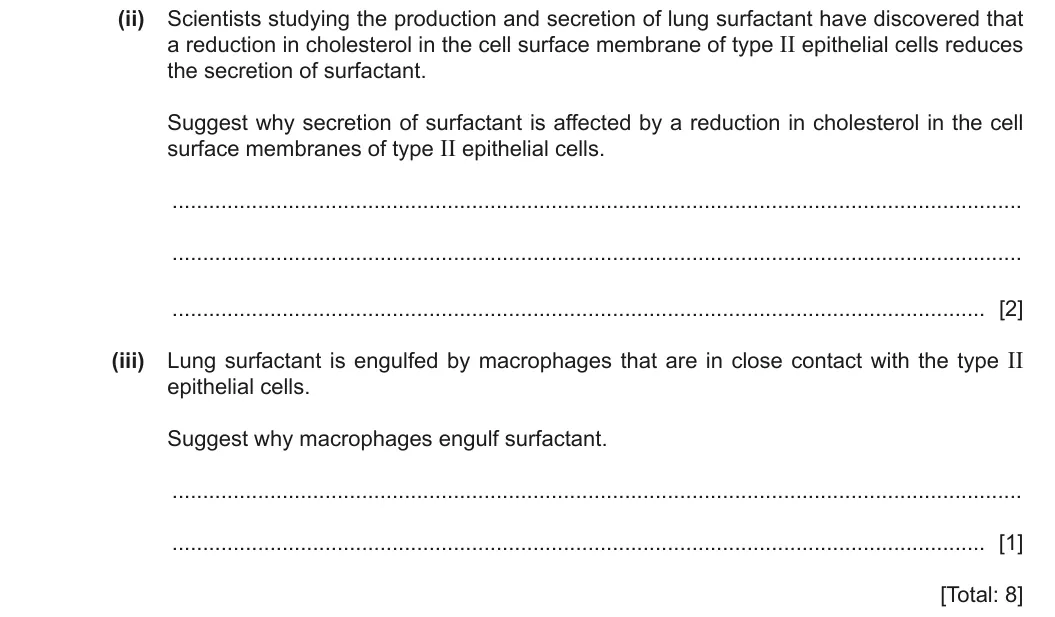 (ii) Scientists studying the production and secretion of lung surfactant have discovered that
a reduction in cholesterol in the cell surface membrane of type II epithelial cells reduces
the secretion of surfactant.
Suggest why secretion of surfactant is affected by a reduction in cholesterol in the cell
surface membranes of type II epithelial cells.
[2]
(iii) Lung surfactant is engulfed by macrophages that are in close contact with the type II
epithelial cells.
Suggest why macrophages engulf surfactant.
[1]
[Total: 8]